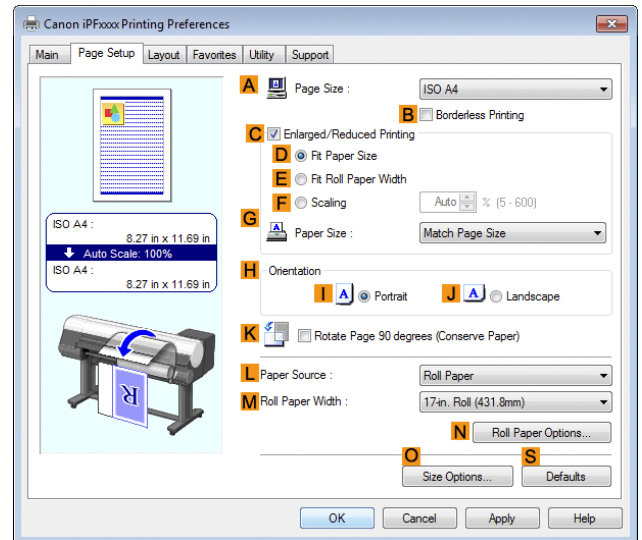 Canon iPFxxxx Printing Preferences
Main Page Setup Layout Favorites Utility Support
A Page Size : ISO A4
B Borderless Printing
C Enlarged/Reduced Printing
D Fit Paper Size
E Fit Roll Paper Width
F Scaling Auto % (5 - 600)
G Paper Size : Match Page Size
ISO A4 :
8.27 in x 11.69 in
Auto Scale: 100%
ISO A4 :
8.27 in x 11.69 in
H Orientation
I A Portrait J A Landscape
K Rotate Page 90 degrees (Conserve Paper)
R
L Paper Source : Roll Paper
M Roll Paper Width : 17-in. Roll (431.8mm)
N Roll Paper Options...
O S
Size Options... Defaults
OK Cancel Apply Help